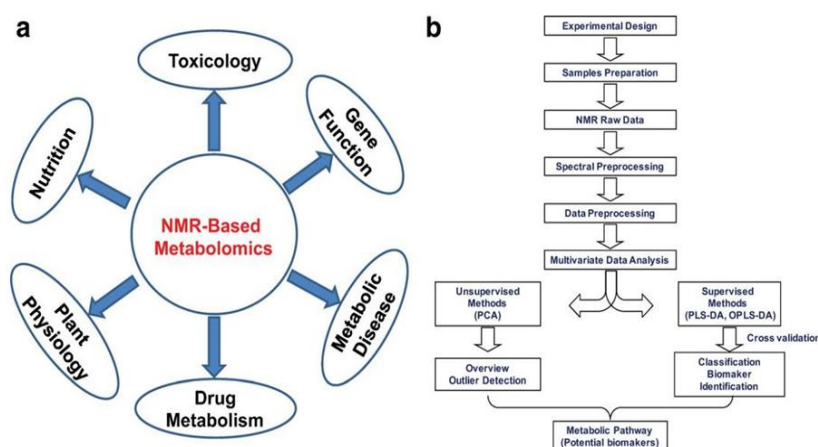 a
Toxicology
Gene
Function
Nutrition
NMR-Based
Metabolomics
Plant
Physiology
Metabolic
Disease
Drug
Metabolism
b
Experimental Design
Samples Preparation
NMR Raw Data
Spectral Preprocessing
Data Preprocessing
Multivariate Data Analysis
Unsupervised
Methods
(PCA)
Supervised
Methods
(PLS-DA, OPLS-DA)
Cross validation
Overview
Outlier Detection
Classification
Biomaker
Identification
Metabolic Pathway
(Potential biomakers)